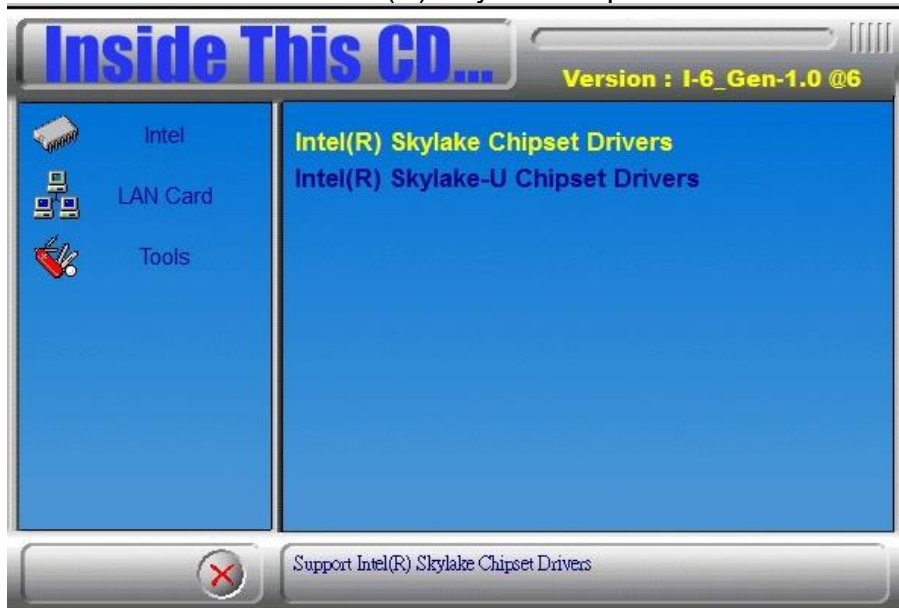 Inside This CD...
Version : I-6_Gen-1.0 @6
Intel
LAN Card
Tools
Intel(R) Skylake Chipset Drivers
Intel(R) Skylake-U Chipset Drivers
Support Intel(R) Skylake Chipset Drivers